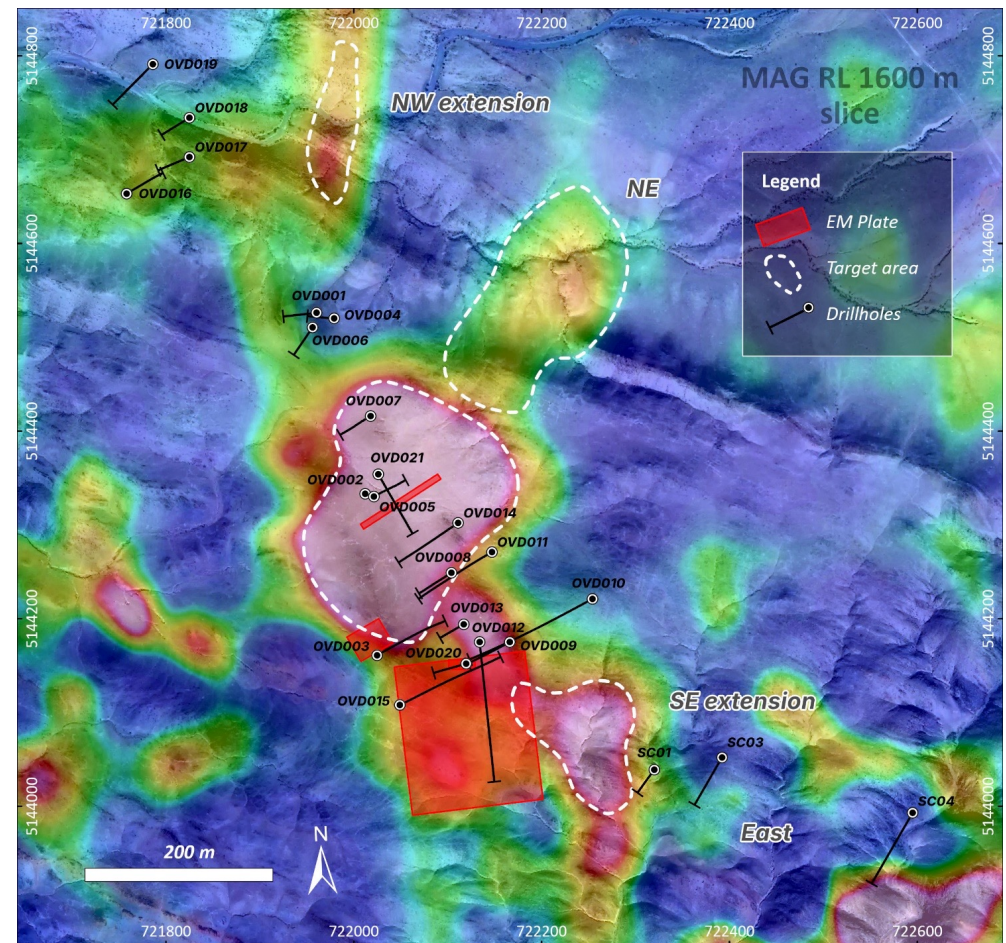 721800
722000
722200
722400
722600
5144800
5144800
OVD019
NW extension
MAG RL 1600 m
slice
OVD018
OVD017
OVD016
NE
Legend
EM Plate
Target area
Drillholes
5144600
5144600
OVD001
OVD004
OVD006
5144400
5144400
OVD007
OVD021
OVD002
OVD005
OVD014
OVD008
OVD011
OVD010
5144200
5144200
OVD013
OVD012
OVD003
OVD020
OVD009
OVD015
SE extension
SC01
SC03
5144000
5144000
SC04
East
N
200 m
721800
722000
722200
722400
722600